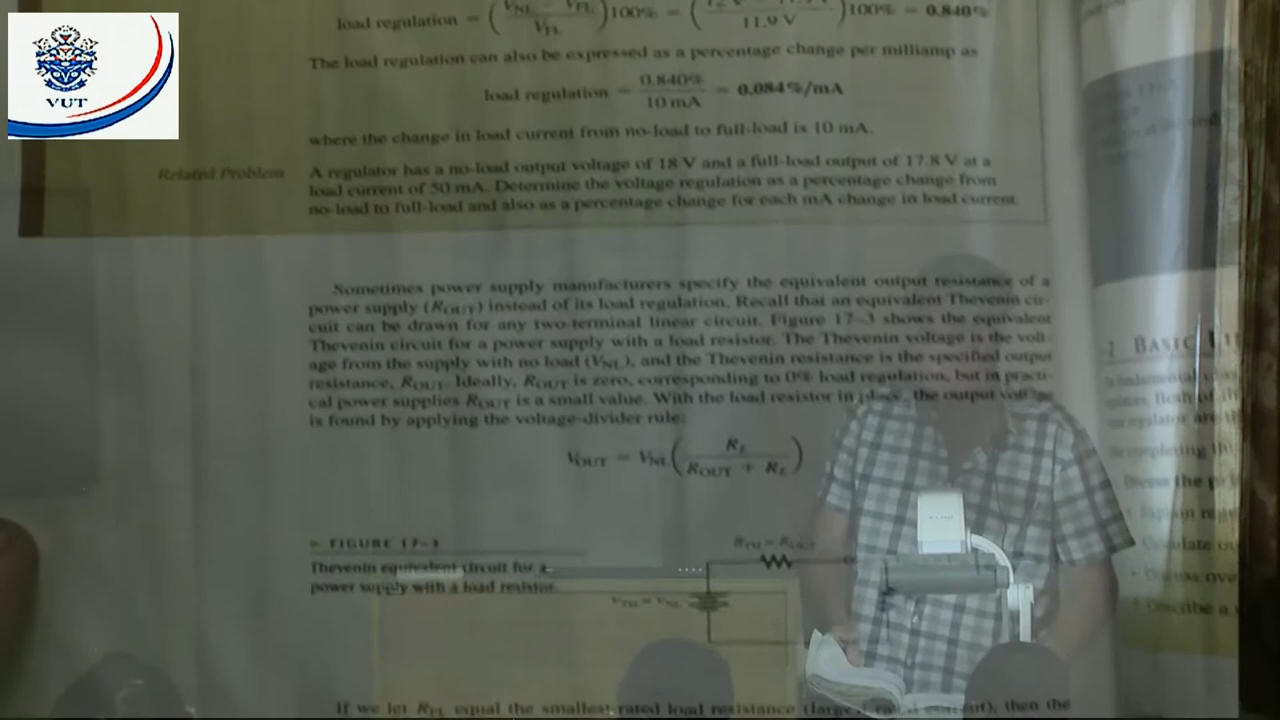 VUT
load regulation = (VNL − VFL / VFL)100% = ( / 11.9 V)100% = 0.840%
The load regulation can also be expressed as a percentage change per milliamp as
load regulation = 0.840% / 10 mA = 0.084%/mA
where the change in load current from no-load to full-load is 10 mA.
Related Problem
A regulator has a no-load output voltage of 18 V and a full-load output of 17.8 V at a
load current of 50 mA. Determine the voltage regulation as a percentage change from
no-load to full-load and also as a percentage change for each mA change in load current.
Sometimes power supply manufacturers specify the equivalent output resistance of a
power supply (ROUT) instead of its load regulation. Recall that an equivalent Thevenin cir-
cuit can be drawn for any two-terminal linear circuit. Figure 17–3 shows the equivalent
Thevenin circuit for a power supply with a load resistor. The Thevenin voltage is the volt-
age from the supply with no load (VNL), and the Thevenin resistance is the specified output
resistance, ROUT. Ideally, ROUT is zero, corresponding to 0% load regulation, but in practi-
cal power supplies ROUT is a small value. With the load resistor in place, the output voltage
is found by applying the voltage-divider rule:
VOUT = VNL(RL / ROUT + RL)
FIGURE 17–3
Thevenin equivalent circuit for a
power supply with a load resistor.
RTH = ROUT
VTH = VNL
If we let RFL equal the smallest rated load resistance (largest rated current), then the
BASIC